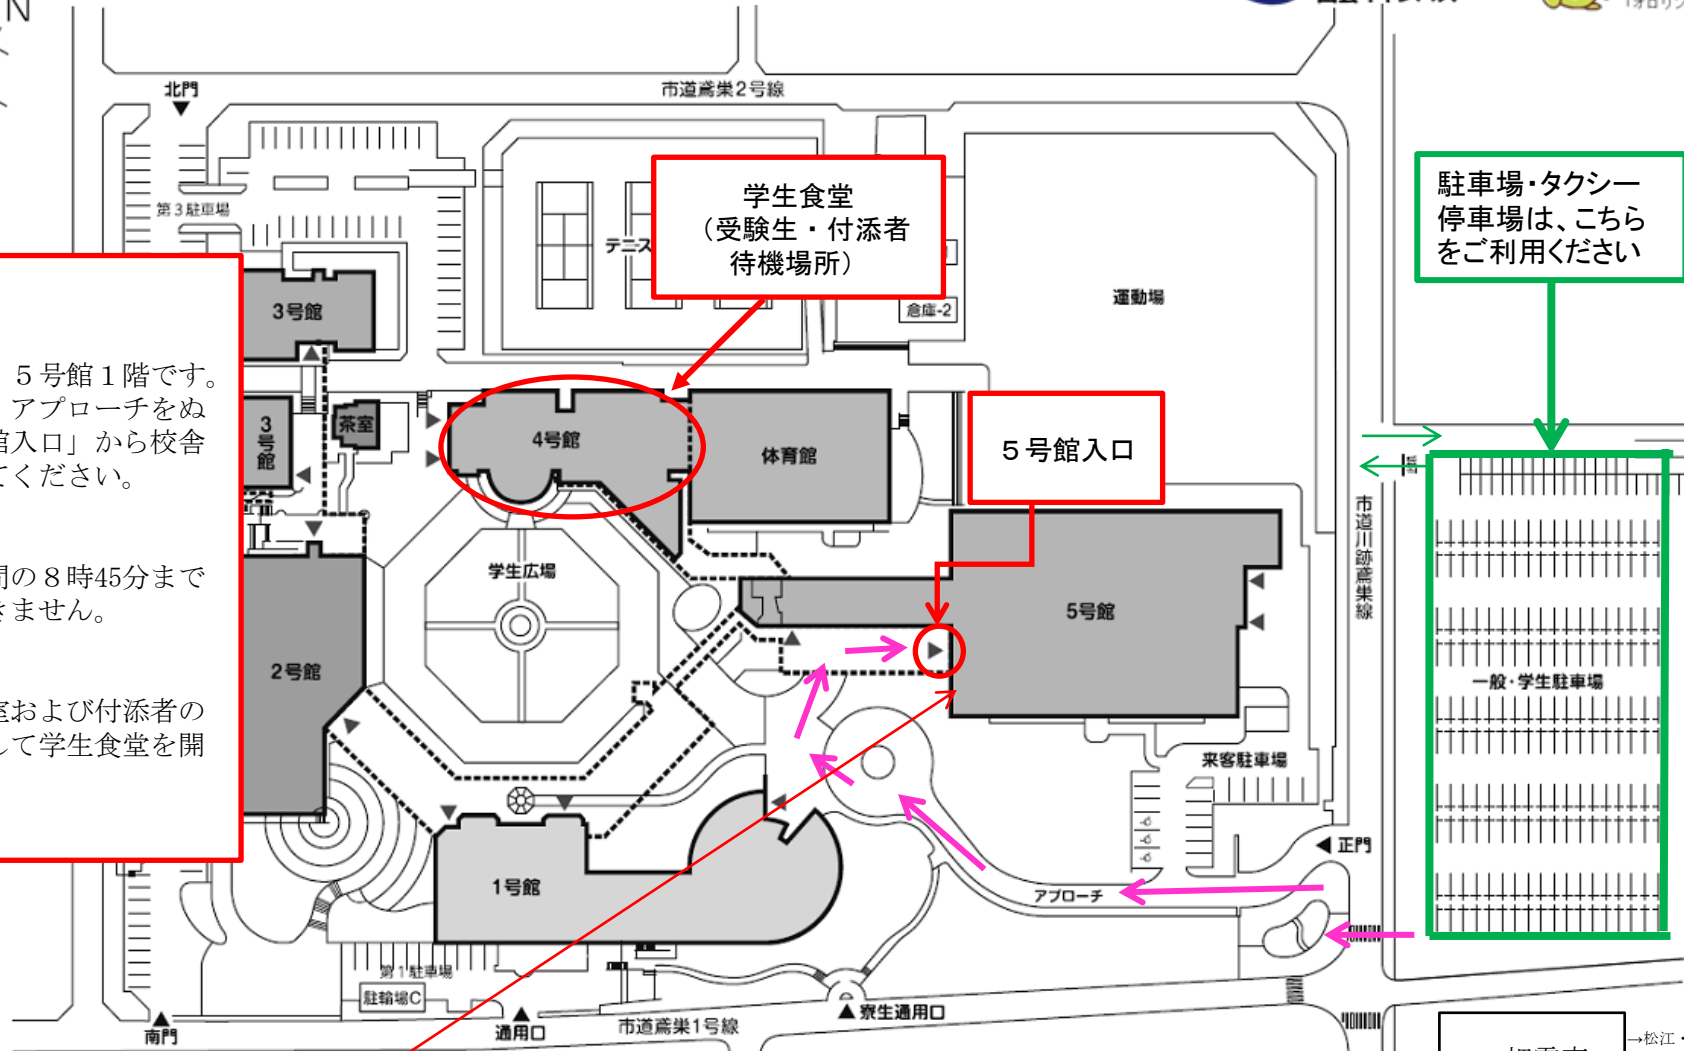 N
北門
市道鳶巣2号線
第3駐車場
テニス
学生食堂
（受験生・付添者
待機場所）
倉庫-2
運動場
駐車場・タクシー
停車場は、こちら
をご利用ください
3号館
５号館１階です。
アプローチをぬ
館入口」から校舎
てください。
間の８時45分まで
きません。
室および付添者の
して学生食堂を開
3号館
茶室
4号館
体育館
５号館入口
市道川跡鳶巣線
学生広場
5号館
2号館
一般・学生駐車場
来客駐車場
正門
アプローチ
1号館
第1駐車場
駐輪場C
南門
通用口
市道鳶巣1号線
寮生通用口
→松江・